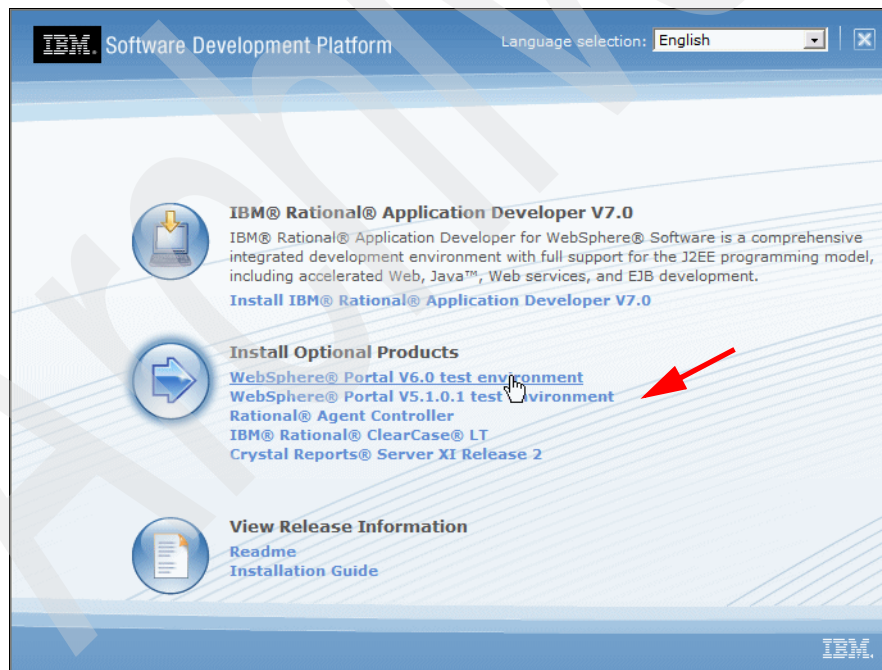 IBM. Software Development Platform
Language selection: English
IBM® Rational® Application Developer V7.0
IBM® Rational® Application Developer for WebSphere® Software is a comprehensive
integrated development environment with full support for the J2EE programming model,
including accelerated Web, Java™, Web services, and EJB development.
Install IBM® Rational® Application Developer V7.0
Install Optional Products
WebSphere® Portal V6.0 test environment
WebSphere® Portal V5.1.0.1 test environment
Rational® Agent Controller
IBM® Rational® ClearCase® LT
Crystal Reports® Server XI Release 2
View Release Information
Readme
Installation Guide
IBM.